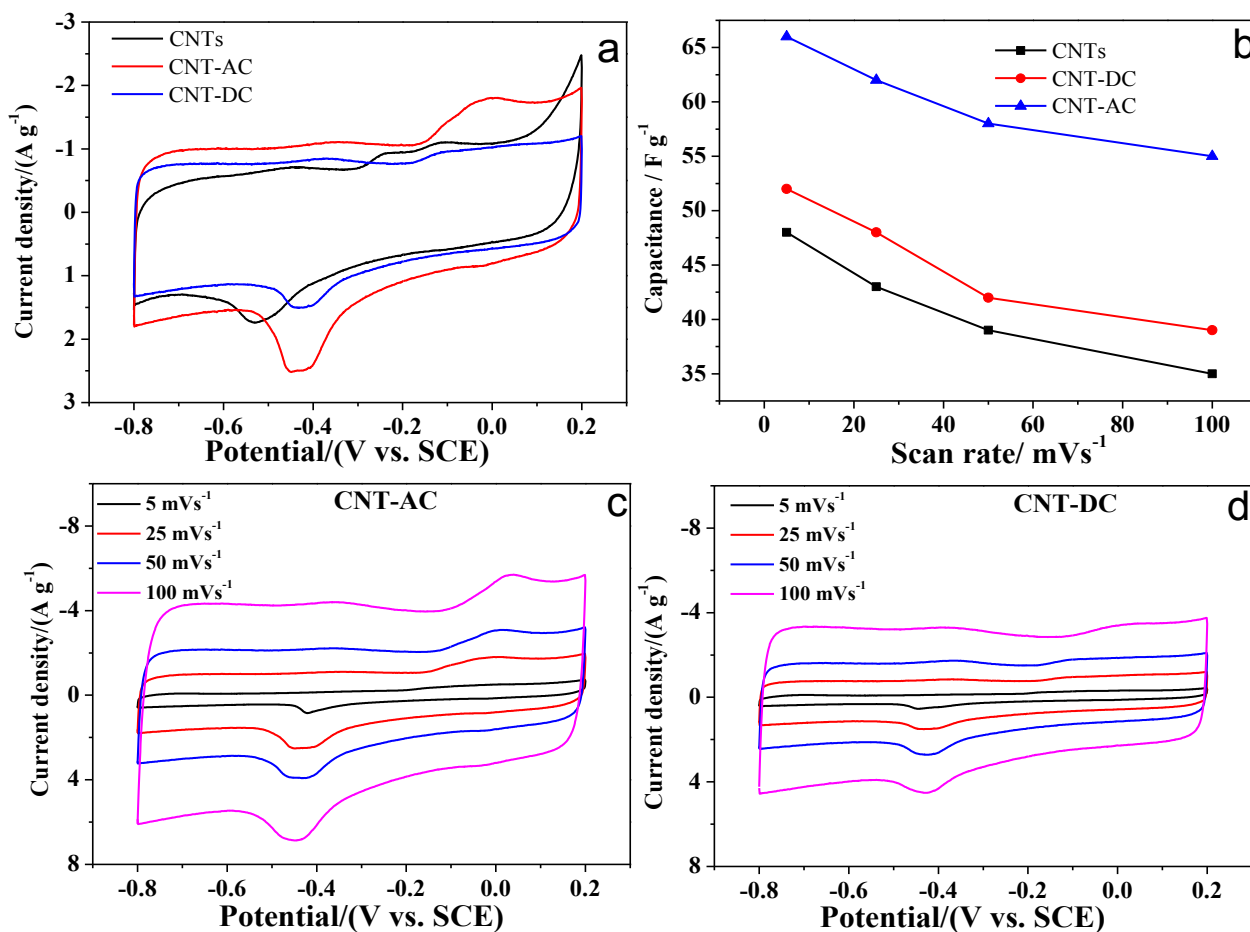 a
CNTs
CNT-AC
CNT-DC
-3
-2
-1
0
1
2
3
Current density/(A g⁻¹)
-0.8
-0.6
-0.4
-0.2
0.0
0.2
Potential/(V vs. SCE)
b
CNTs
CNT-DC
CNT-AC
65
60
55
50
45
40
35
Capacitance / F g⁻¹
0
20
40
60
80
100
Scan rate/ mVs⁻¹
CNT-AC
c
5 mVs⁻¹
25 mVs⁻¹
50 mVs⁻¹
100 mVs⁻¹
-8
-4
0
4
8
Current density/(A g⁻¹)
-0.8
-0.6
-0.4
-0.2
0.0
0.2
Potential/(V vs. SCE)
CNT-DC
d
5 mVs⁻¹
25 mVs⁻¹
50 mVs⁻¹
100 mVs⁻¹
-8
-4
0
4
8
Current density/(A g⁻¹)
-0.8
-0.6
-0.4
-0.2
0.0
0.2
Potential/(V vs. SCE)